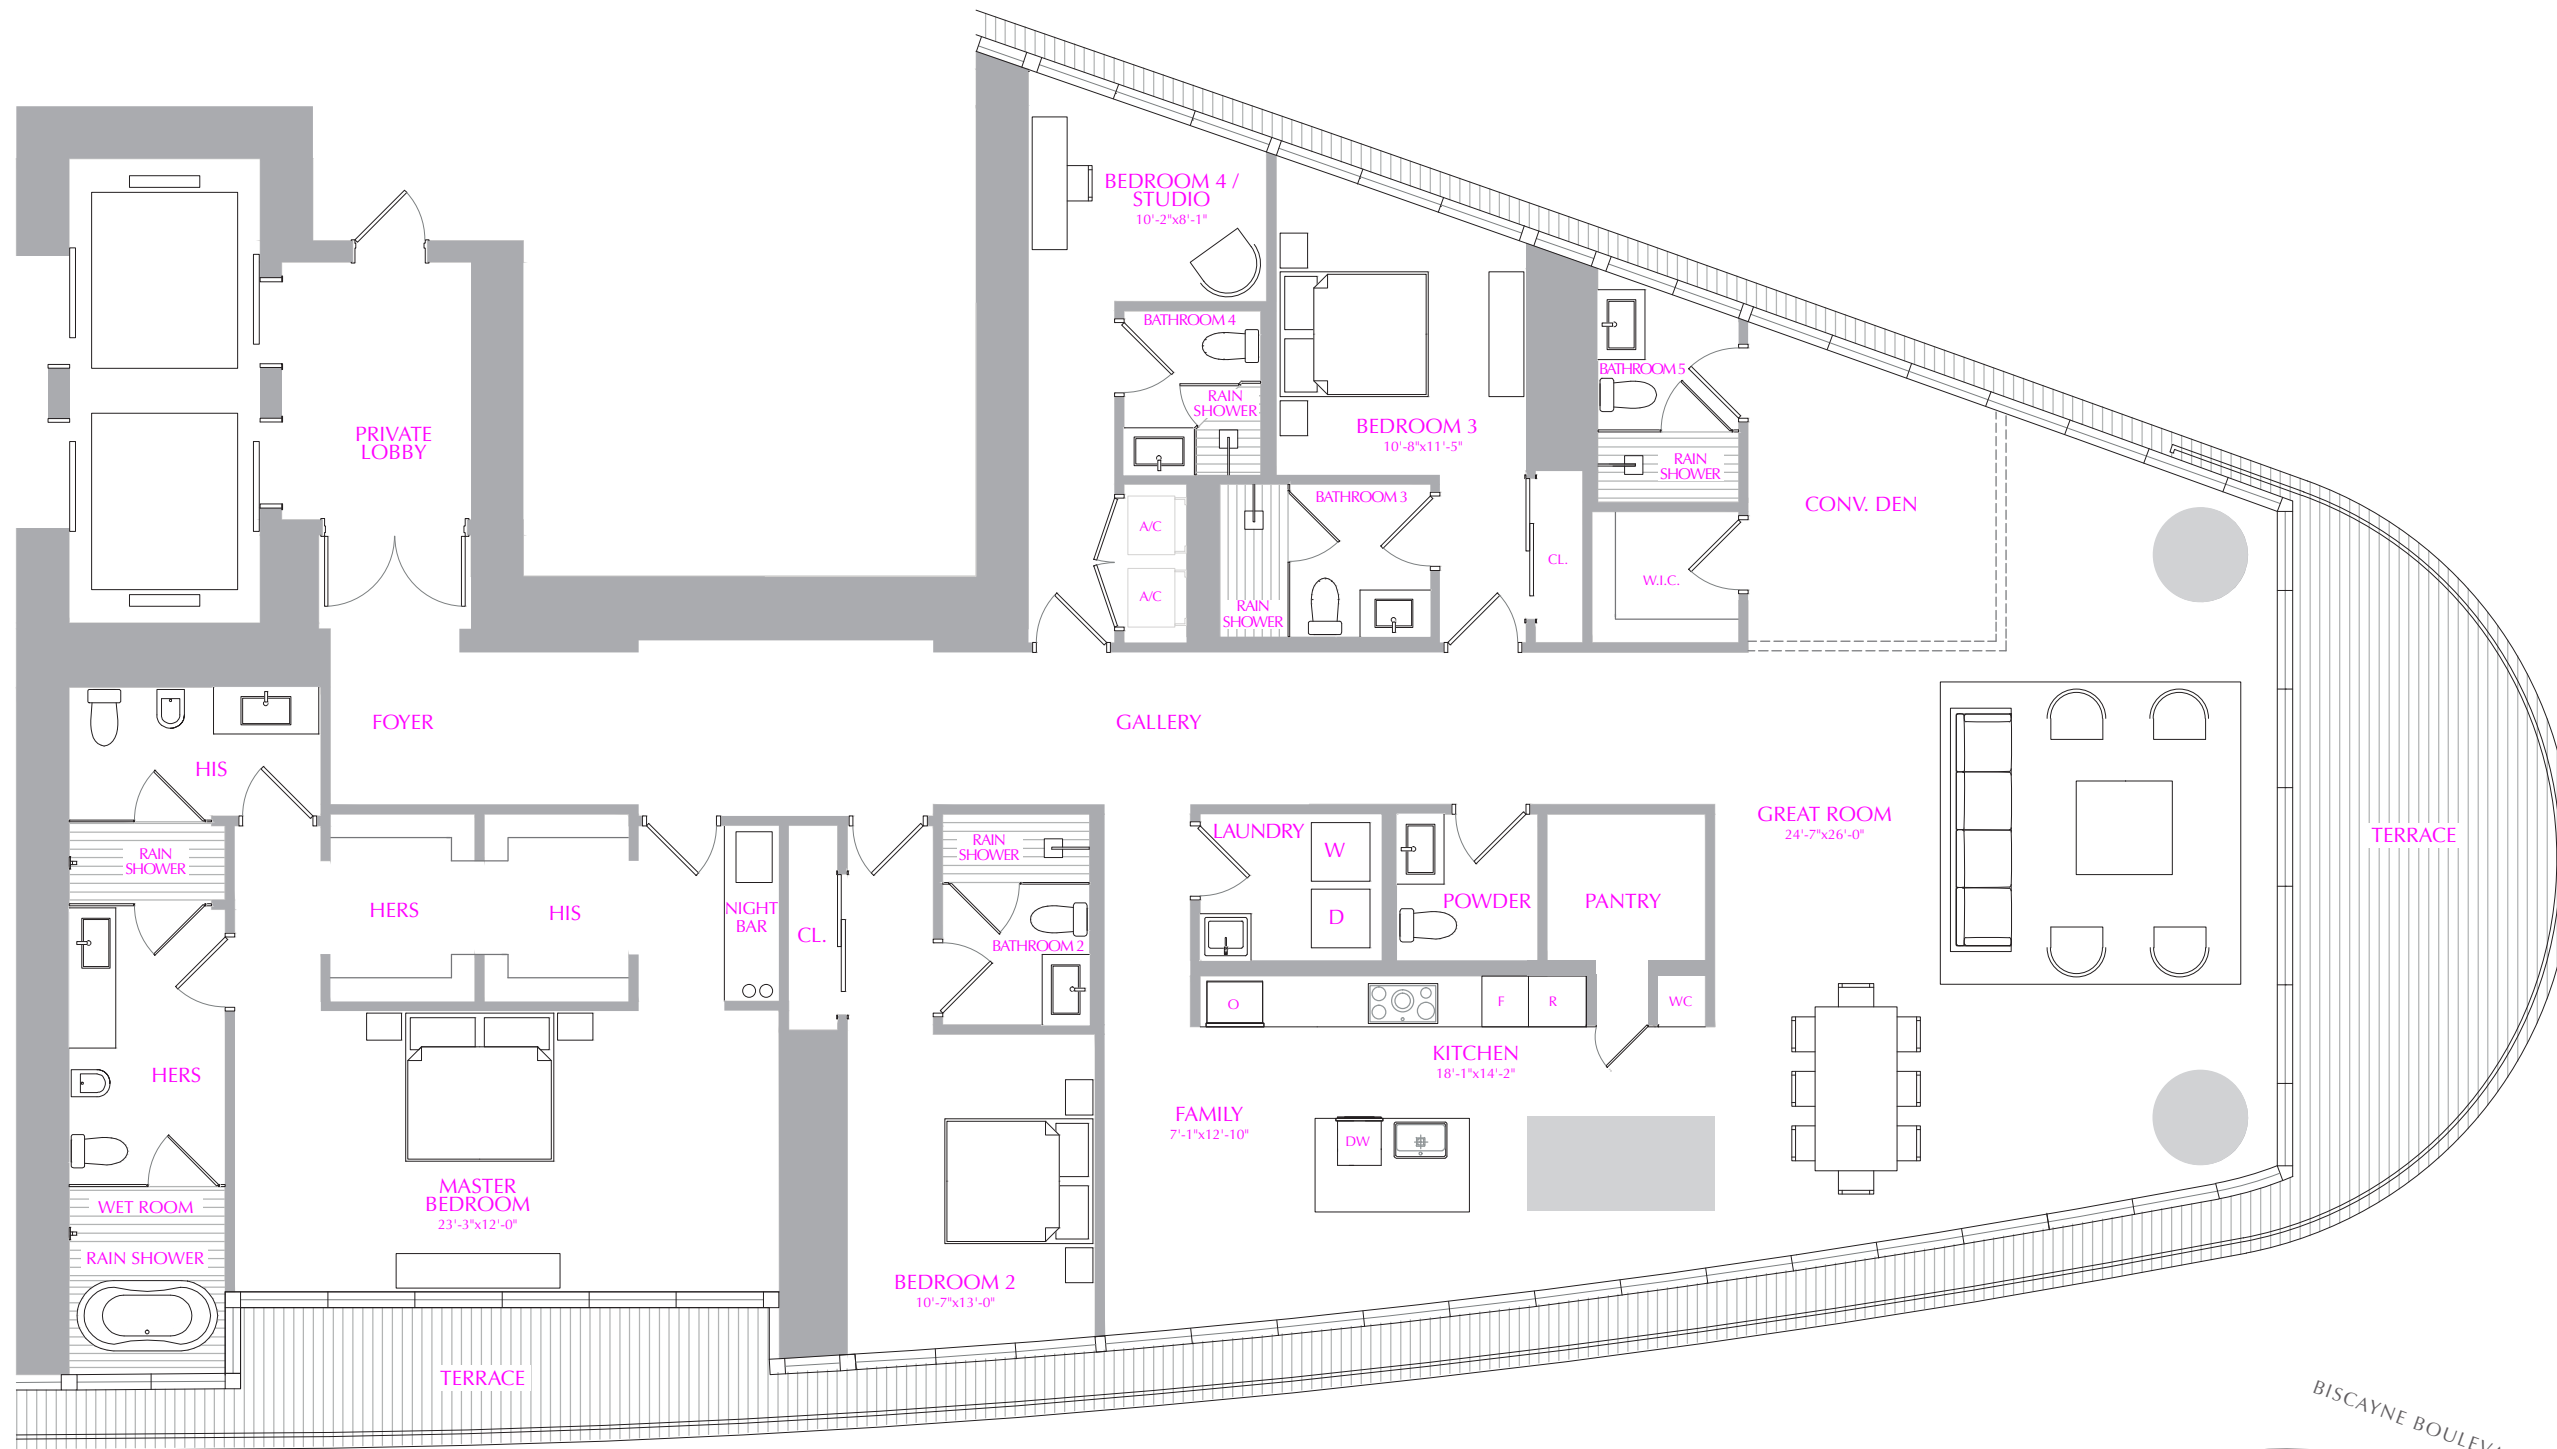 BEDROOM 4 /
STUDIO
10'-2"x8'-1"
BATHROOM 4
RAIN
SHOWER
BEDROOM 3
10'-8"x11'-5"
BATHROOM 5
RAIN
SHOWER
PRIVATE
LOBBY
CONV. DEN
A/C
A/C
BATHROOM 3
RAIN
SHOWER
CL.
W.I.C.
FOYER
GALLERY
HIS
RAIN
SHOWER
HERS
HIS
NIGHT
BAR
CL.
RAIN
SHOWER
BATHROOM 2
LAUNDRY
W
D
POWDER
PANTRY
GREAT ROOM
24'-7"x26'-0"
TERRACE
O
F
R
WC
KITCHEN
18'-1"x14'-2"
HERS
FAMILY
7'-1"x12'-10"
DW
MASTER
BEDROOM
23'-3"x12'-0"
WET ROOM
RAIN SHOWER
BEDROOM 2
10'-7"x13'-0"
TERRACE
BISCAYNE